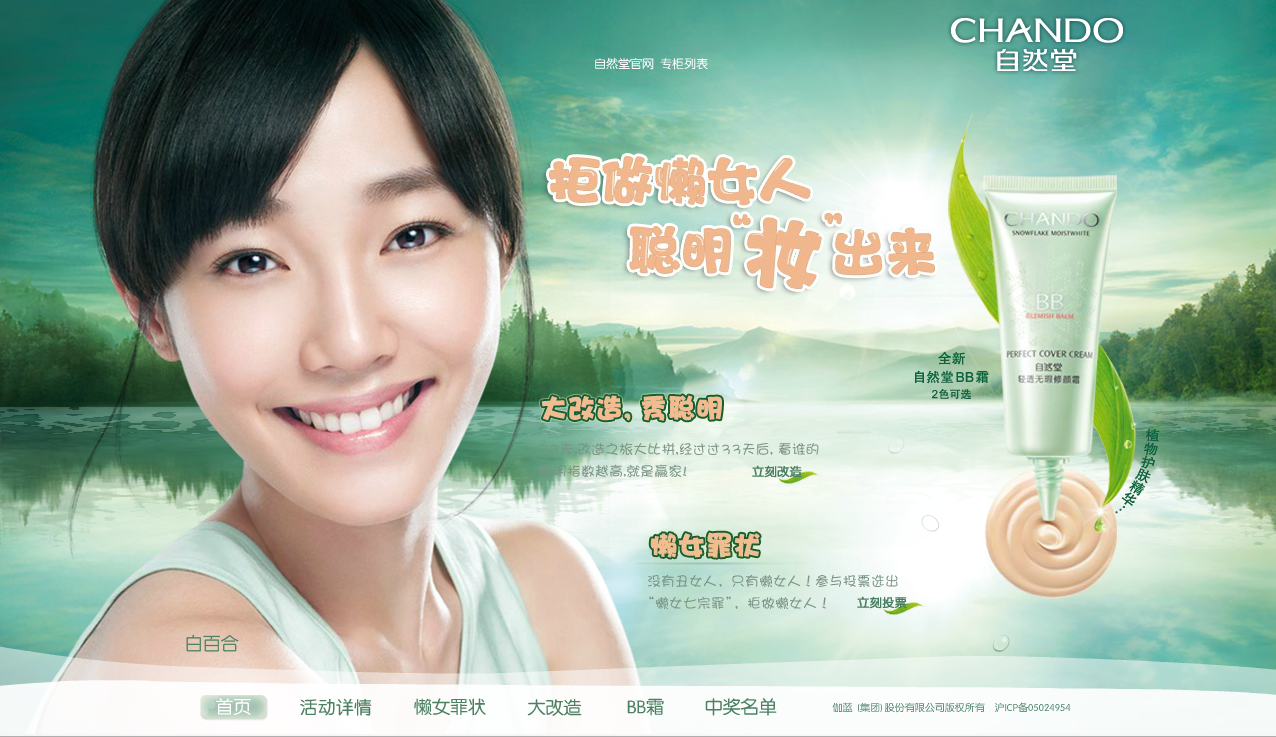 CHANDO
自然堂
自然堂官网 专柜列表
拒做懒女人
聪明“妆”出来
CHANDO
SNOWFLAKE MOISTWHITE
BB
BLEMISH BALM
PERFECT COVER CREAM
自然堂
轻透无瑕修颜霜
全新
自然堂BB霜
2色可选
植物护肤精华...
大改造,秀聪明
改造之旅大比拼,经过过33天后,看谁的
指数越高,就是赢家!
立刻改造
懒女罪状
没有丑女人，只有懒女人！参与投票选出
“懒女七宗罪”，拒做懒女人！
立刻投票
白百合
首页 活动详情 懒女罪状 大改造 BB霜 中奖名单
伽蓝 (集团) 股份有限公司版权所有 沪ICP备05024954